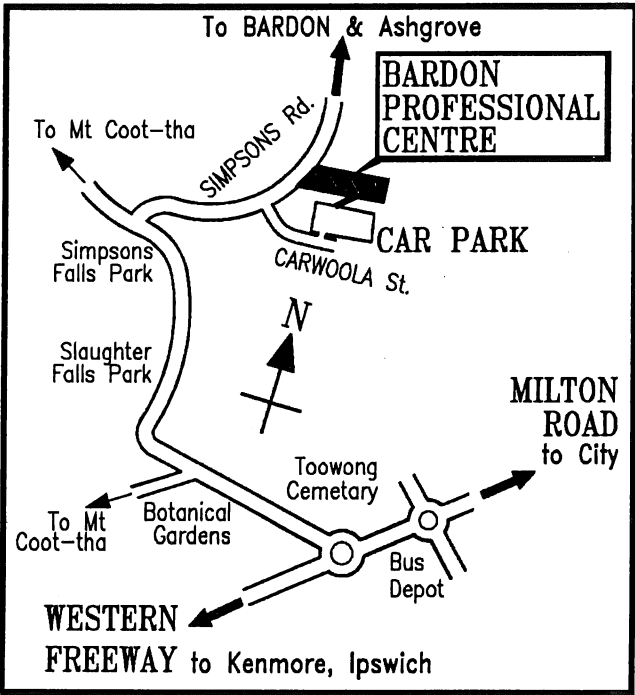 To BARDON & Ashgrove
BARDON
PROFESSIONAL
CENTRE
To Mt Coot-tha
SIMPSONS Rd.
CAR PARK
CARWOOLA St.
Simpsons
Falls Park
N
Slaughter
Falls Park
MILTON
ROAD
to City
Toowong
Cemetary
To Mt
Coot-tha
Botanical
Gardens
Bus
Depot
WESTERN
FREEWAY to Kenmore, Ipswich